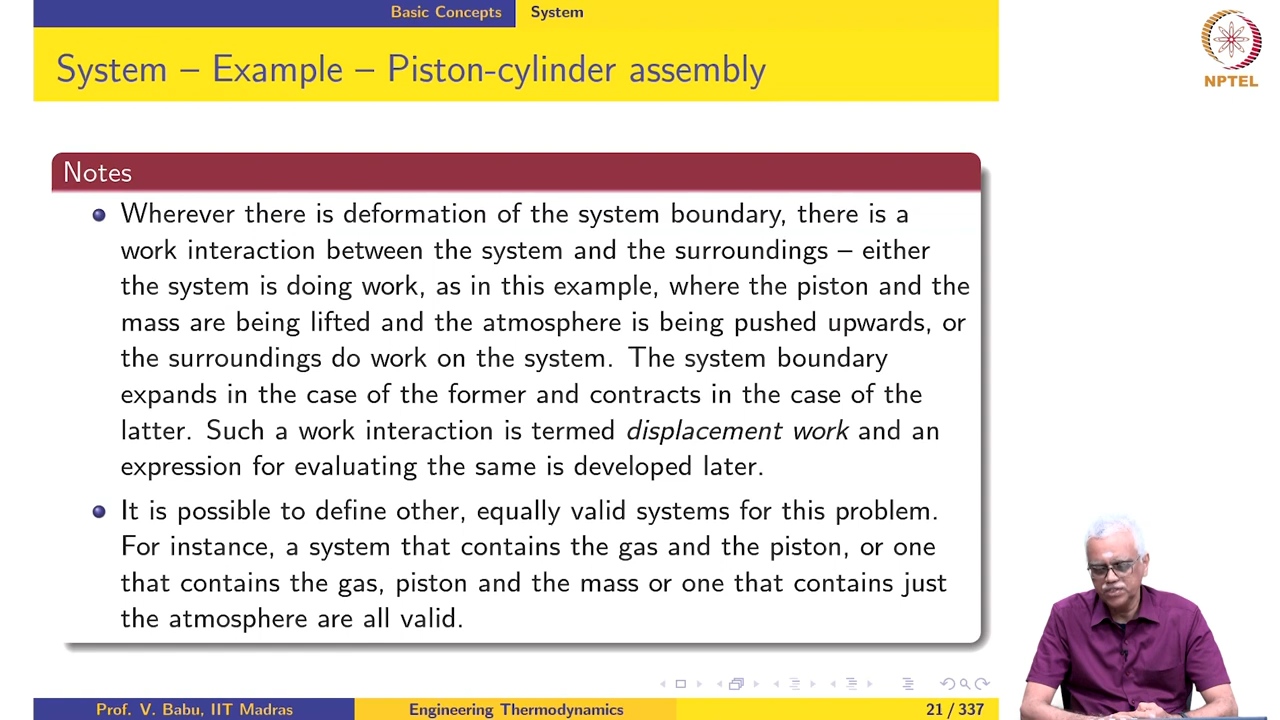 Basic Concepts System
System – Example – Piston-cylinder assembly
NPTEL
Notes
Wherever there is deformation of the system boundary, there is a
work interaction between the system and the surroundings – either
the system is doing work, as in this example, where the piston and the
mass are being lifted and the atmosphere is being pushed upwards, or
the surroundings do work on the system. The system boundary
expands in the case of the former and contracts in the case of the
latter. Such a work interaction is termed displacement work and an
expression for evaluating the same is developed later.
It is possible to define other, equally valid systems for this problem.
For instance, a system that contains the gas and the piston, or one
that contains the gas, piston and the mass or one that contains just
the atmosphere are all valid.
Prof. V. Babu, IIT Madras Engineering Thermodynamics 21 / 337